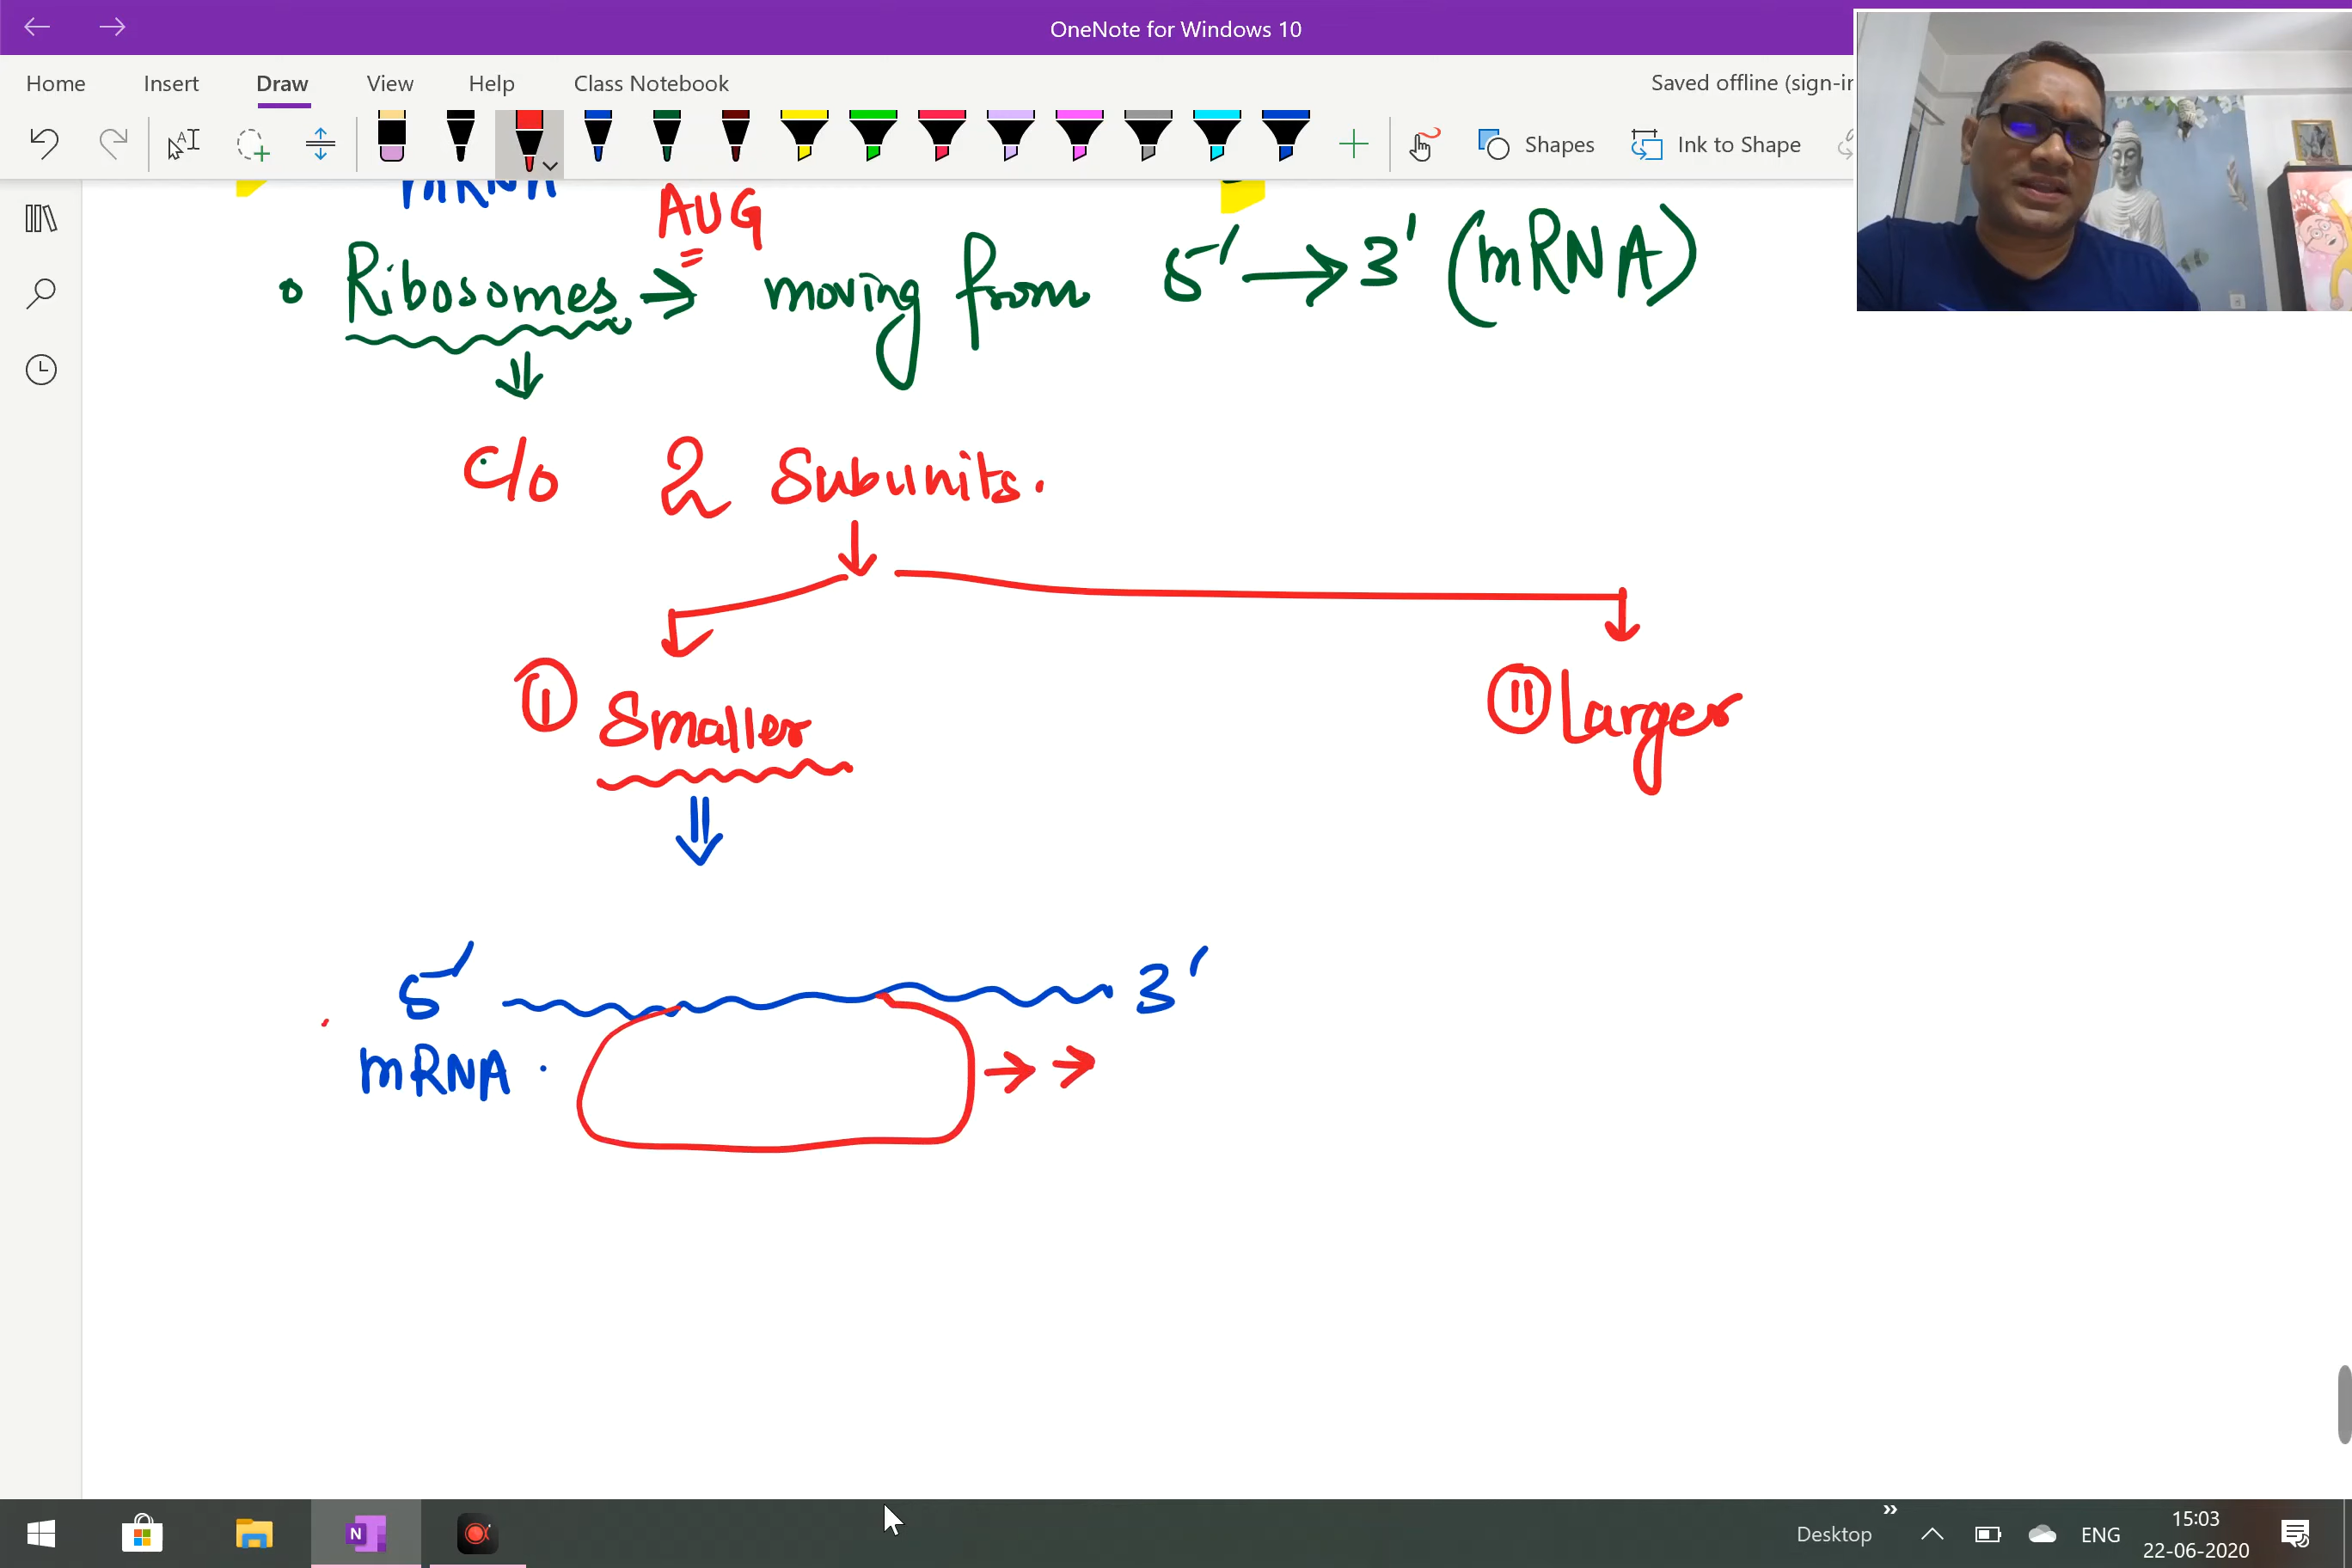 OneNote for Windows 10
Home Insert Draw View Help Class Notebook
Saved offline (sign-in
Shapes Ink to Shape
mRNA
AUG
Ribosomes → moving from 5' → 3' (mRNA)
c/o 2 Subunits.
I Smaller
II Larger
5' 3'
mRNA
Desktop
ENG
15:03
22-06-2020